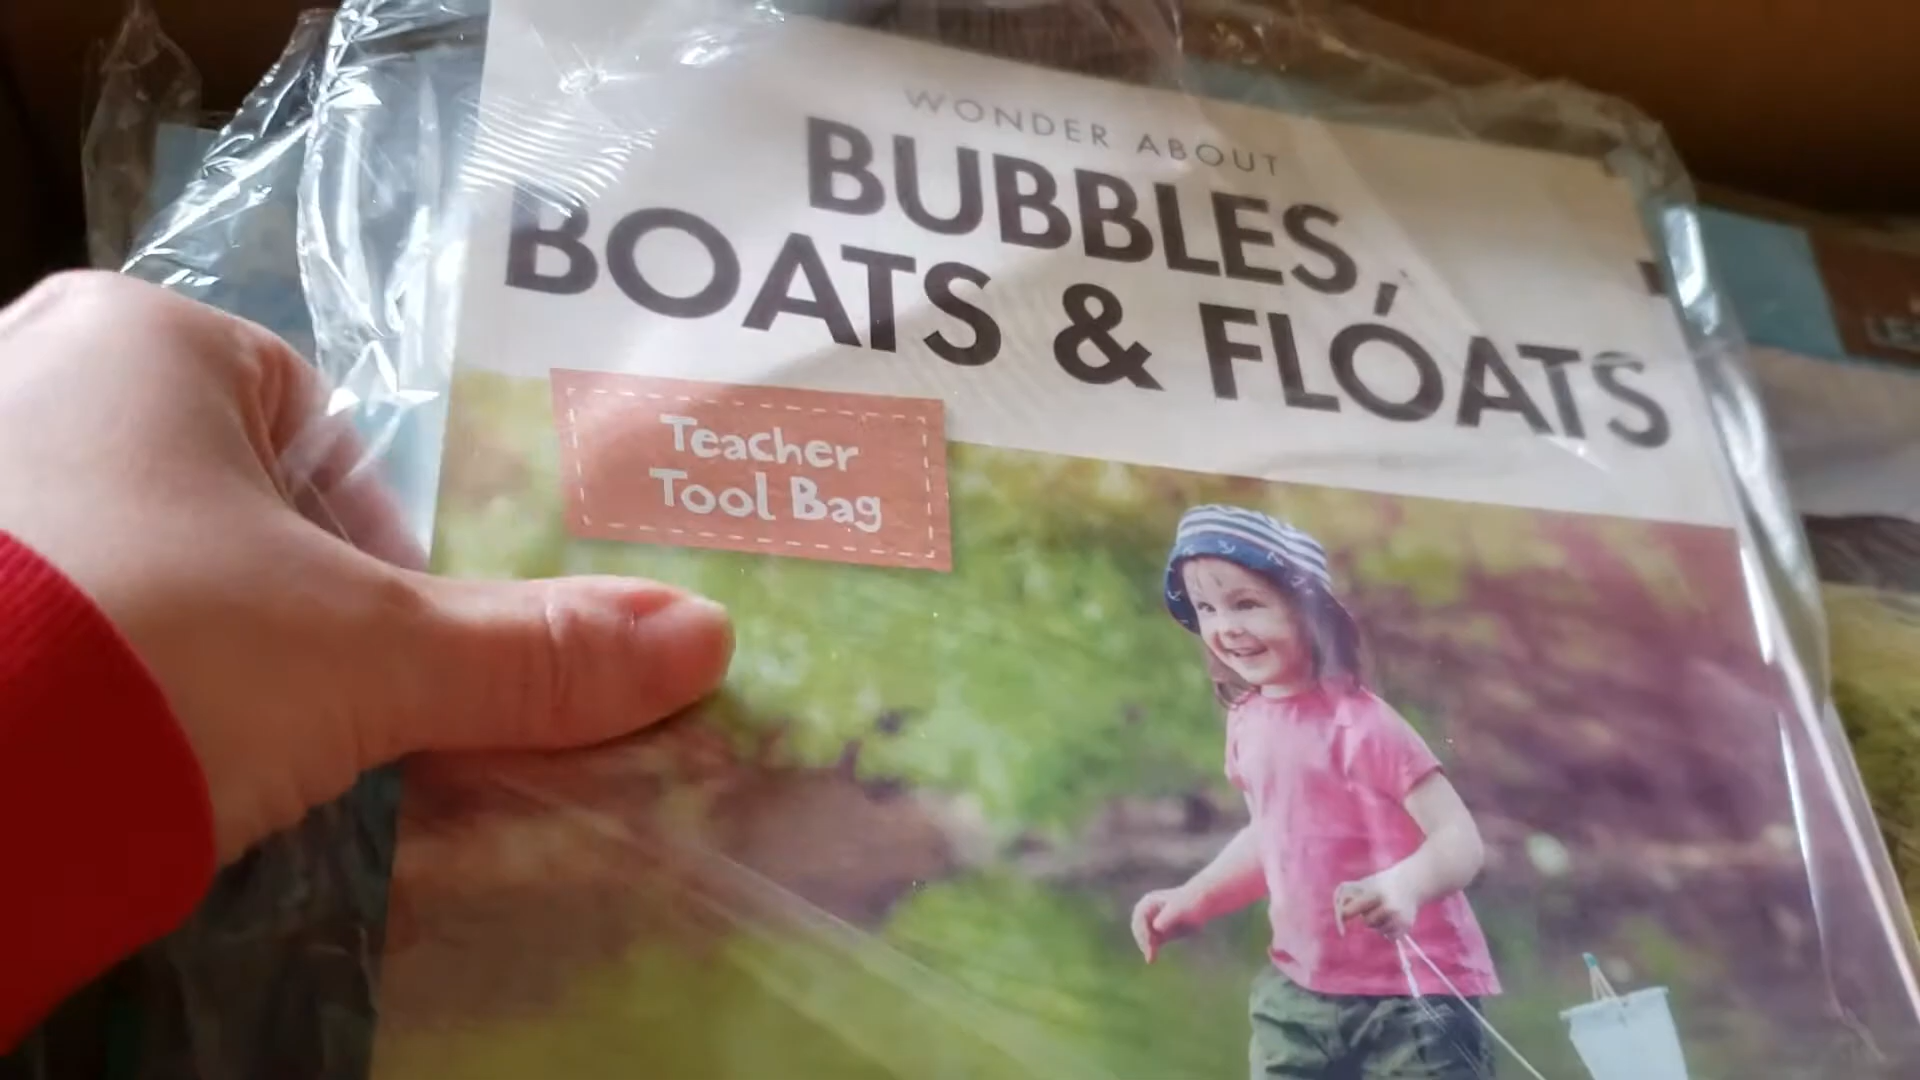 WONDER ABOUT
BUBBLES,
BOATS & FLOATS
Teacher
Tool Bag